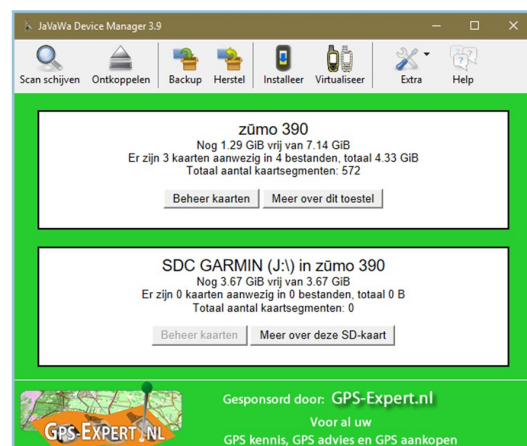 JaVaWa Device Manager 3.9
Scan schijven Ontkoppelen Backup Herstel Installeer Virtualiseer Extra Help
zūmo 390
Nog 1.29 GiB vrij van 7.14 GiB
Er zijn 3 kaarten aanwezig in 4 bestanden, totaal 4.33 GiB
Totaal aantal kaartsegmenten: 572
Beheer kaarten Meer over dit toestel
SDC GARMIN (J:\) in zūmo 390
Nog 3.67 GiB vrij van 3.67 GiB
Er zijn 0 kaarten aanwezig in 0 bestanden, totaal 0 B
Totaal aantal kaartsegmenten: 0
Beheer kaarten Meer over deze SD-kaart
GPS-EXPERT.NL
Gesponsord door: GPS-Expert.nl
Voor al uw
GPS kennis, GPS advies en GPS aankopen